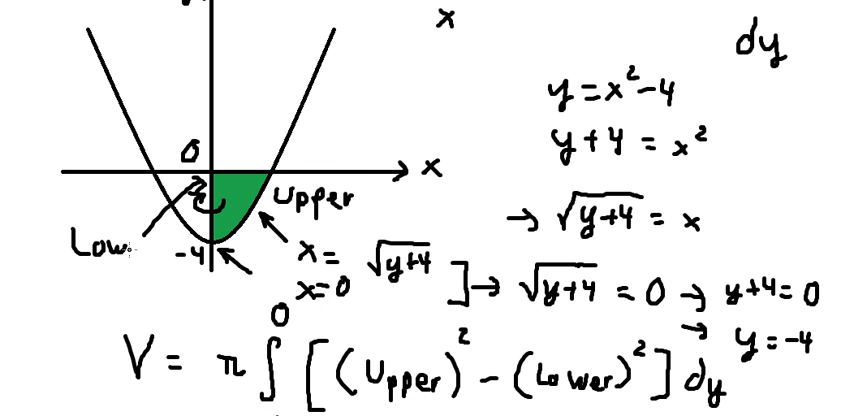 x
dy
y = x² - 4
y + 4 = x²
0
x
Upper
→ √(y+4) = x
Low
-4
x = √(y+4)
x = 0
] → √(y+4) = 0 → y + 4 = 0
→ y = -4
V = π ∫ 0 [(Upper)² - (Lower)²] dy